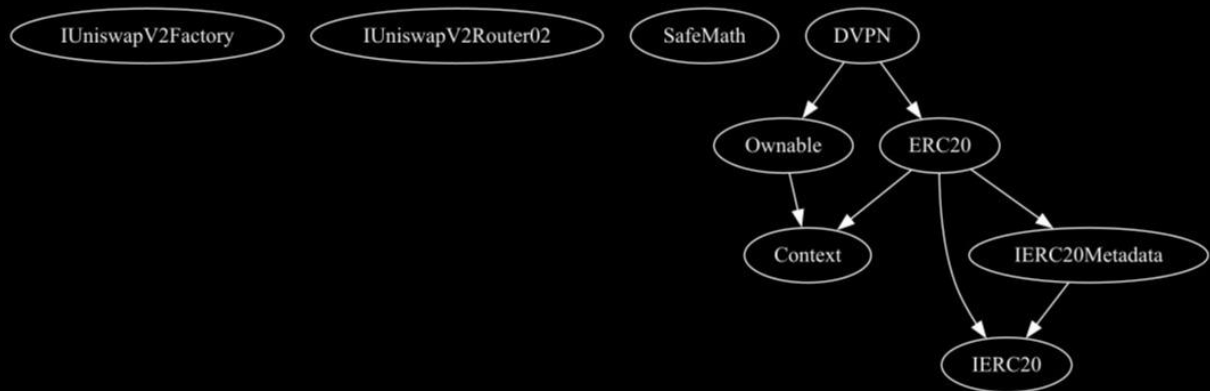 IUniswapV2Factory
IUniswapV2Router02
SafeMath
DVPN
Ownable
ERC20
Context
IERC20Metadata
IERC20